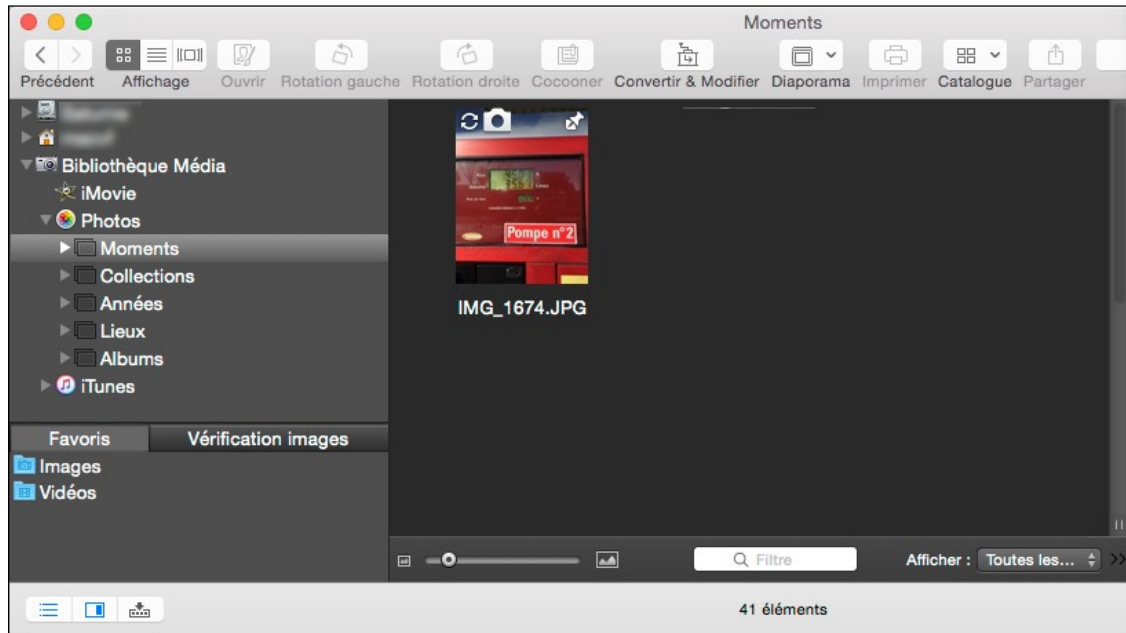 Moments
Précédent Affichage Ouvrir Rotation gauche Rotation droite Cocooner Convertir & Modifier Diaporama Imprimer Catalogue Partager
Bibliothèque Média
iMovie
Photos
Moments
Collections
Années
Lieux
Albums
iTunes
Pompe n°2
IMG_1674.JPG
Favoris Vérification images
Images
Vidéos
Filtre Afficher : Toutes les...
41 éléments